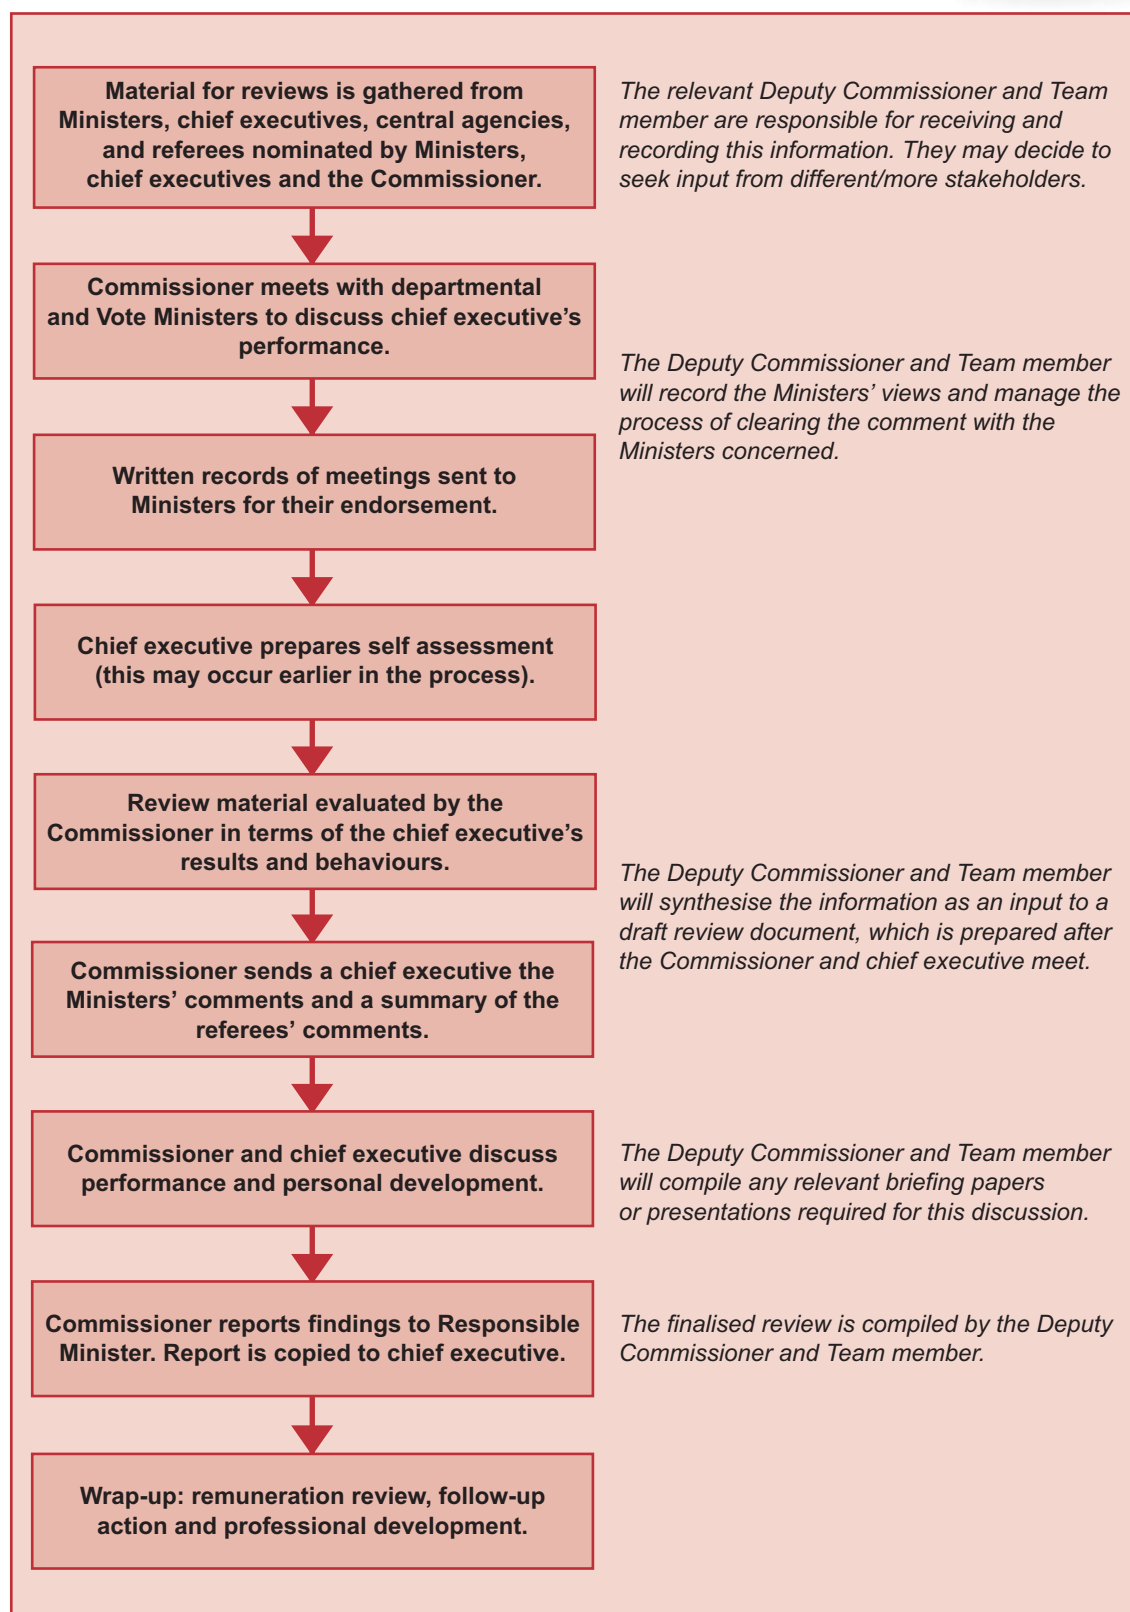 Material for reviews is gathered from
Ministers, chief executives, central agencies,
and referees nominated by Ministers,
chief executives and the Commissioner.
The relevant Deputy Commissioner and Team
member are responsible for receiving and
recording this information. They may decide to
seek input from different/more stakeholders.
Commissioner meets with departmental
and Vote Ministers to discuss chief executive’s
performance.
The Deputy Commissioner and Team member
will record the Ministers’ views and manage the
process of clearing the comment with the
Ministers concerned.
Written records of meetings sent to
Ministers for their endorsement.
Chief executive prepares self assessment
(this may occur earlier in the process).
Review material evaluated by the
Commissioner in terms of the chief executive’s
results and behaviours.
The Deputy Commissioner and Team member
will synthesise the information as an input to a
draft review document, which is prepared after
the Commissioner and chief executive meet.
Commissioner sends a chief executive the
Ministers’ comments and a summary of the
referees’ comments.
Commissioner and chief executive discuss
performance and personal development.
The Deputy Commissioner and Team member
will compile any relevant briefing papers
or presentations required for this discussion.
Commissioner reports findings to Responsible
Minister. Report is copied to chief executive.
The finalised review is compiled by the Deputy
Commissioner and Team member.
Wrap-up: remuneration review, follow-up
action and professional development.